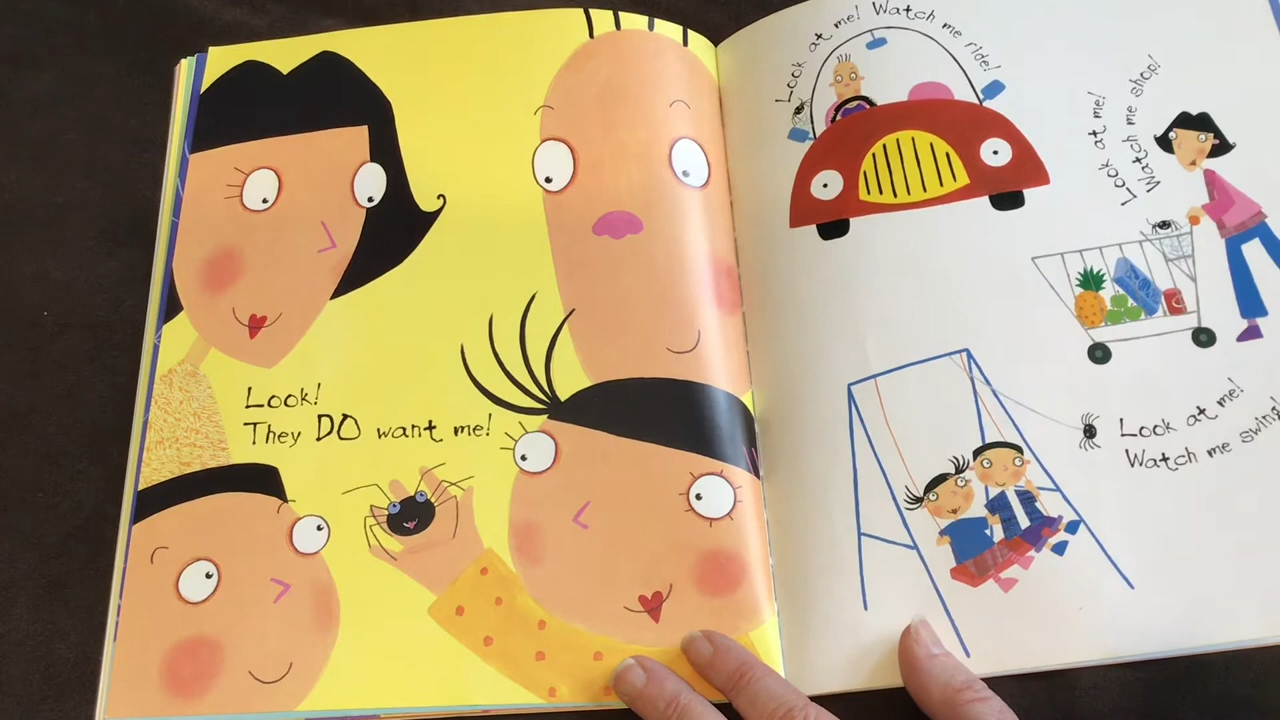 Look!
They DO want me!
Look at me! Watch me ride!
Look at me!
Watch me shop!
Look at me!
Watch me swing!